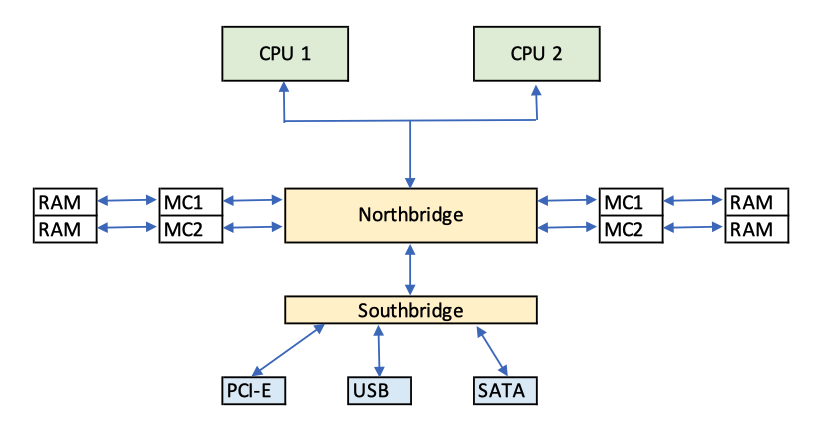 CPU 1
CPU 2
RAM
MC1
MC1
RAM
Northbridge
RAM
MC2
MC2
RAM
Southbridge
PCI-E
USB
SATA